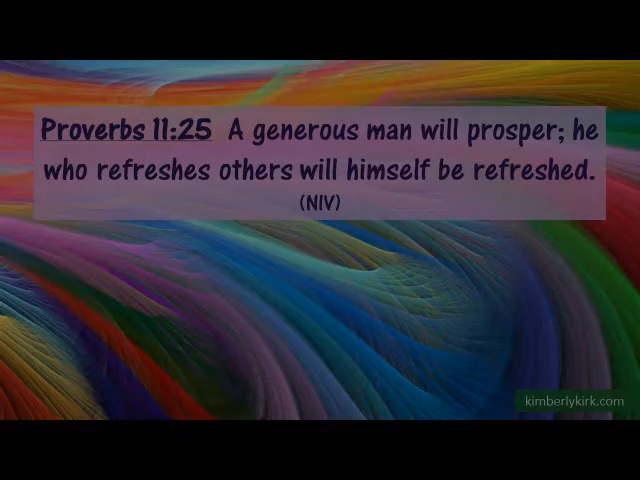 Proverbs 11:25 A generous man will prosper; he
who refreshes others will himself be refreshed.
(NIV)
kimberlykirk.com